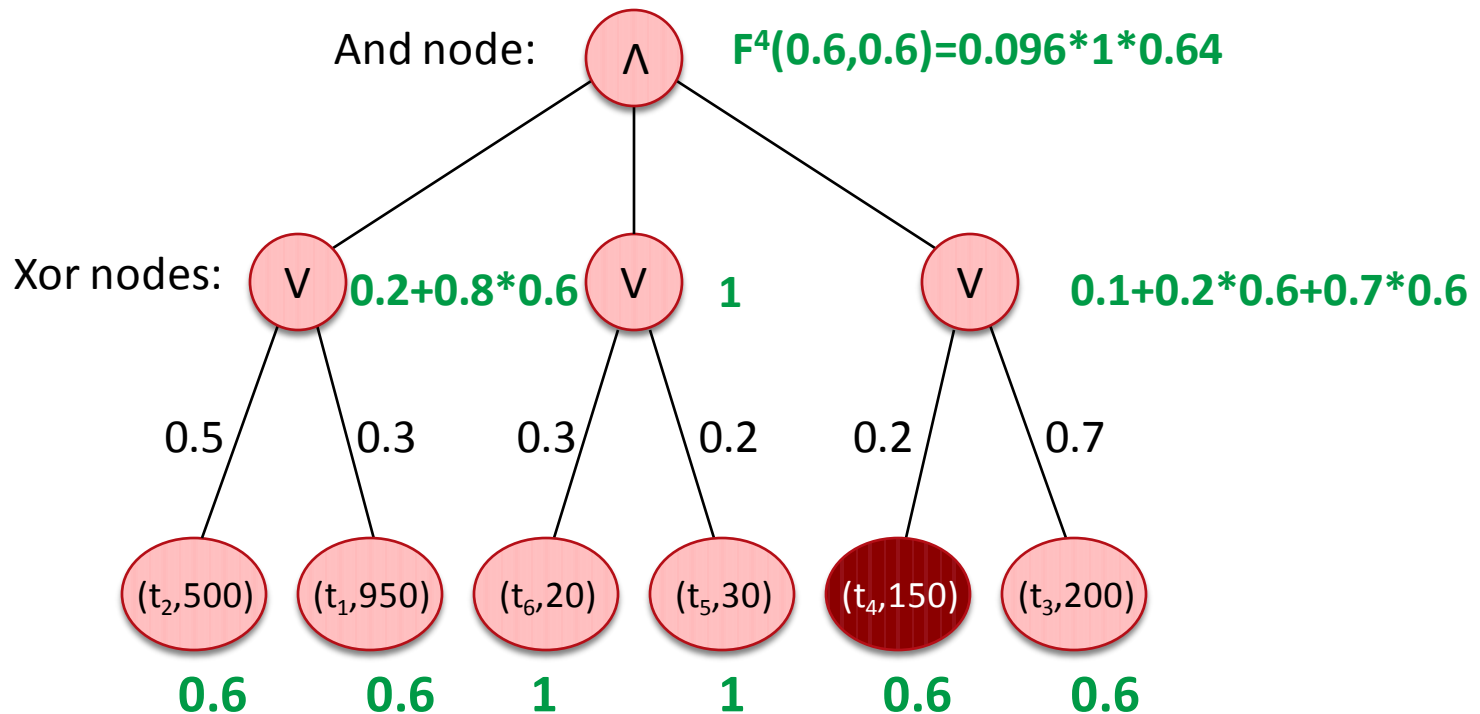 And node: Λ F⁴(0.6,0.6)=0.096*1*0.64
Xor nodes: V 0.2+0.8*0.6 V 1 V 0.1+0.2*0.6+0.7*0.6
0.5 0.3 0.3 0.2 0.2 0.7
(t₂,500) (t₁,950) (t₆,20) (t₅,30) (t₄,150) (t₃,200)
0.6 0.6 1 1 0.6 0.6